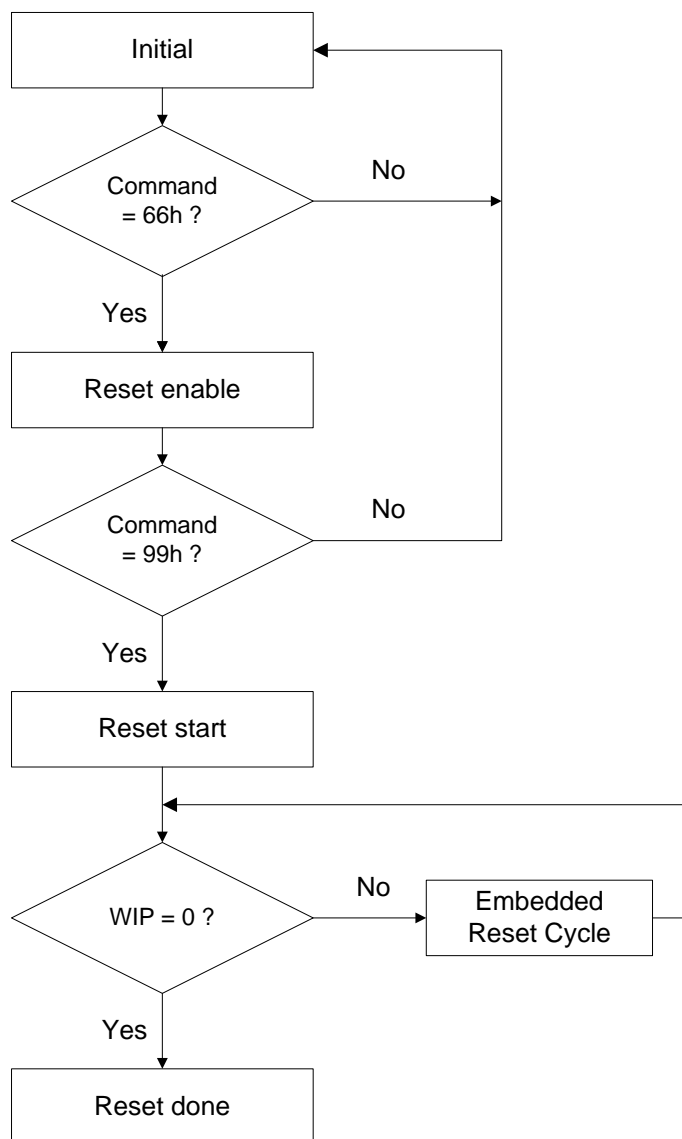 Initial
Command
= 66h ?
No
Yes
Reset enable
Command
= 99h ?
No
Yes
Reset start
WIP = 0 ?
No
Embedded
Reset Cycle
Yes
Reset done